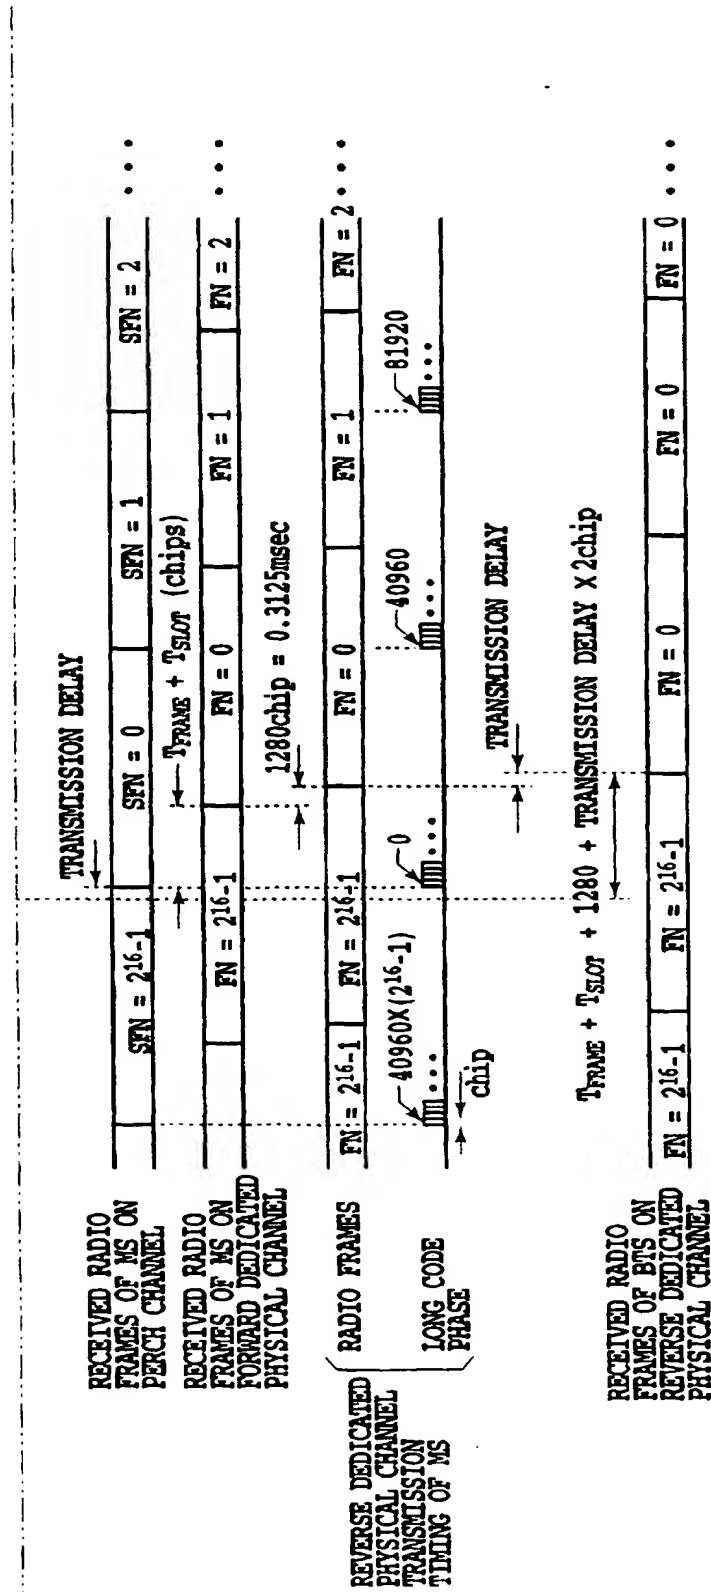 RECEIVED RADIO
FRAMES OF MS ON
PERCH CHANNEL
SFN = 2^16-1
SFN = 0
SFN = 1
SFN = 2
• • •
TRANSMISSION DELAY
T_FRAME + T_SLOT (chips)
RECEIVED RADIO
FRAMES OF MS ON
FORWARD DEDICATED
PHYSICAL CHANNEL
FN = 2^16-1
FN = 0
FN = 1
FN = 2
• • •
1280chip = 0.3125msec
REVERSE DEDICATED
PHYSICAL CHANNEL
TRANSMISSION
TIMING OF MS
RADIO FRAMES
FN = 2^16-1
FN = 2^16-1
FN = 0
FN = 1
FN = 2
• • •
LONG CODE
PHASE
40960X(2^16-1)
• • •
0
• • •
40960
• • •
81920
• • •
chip
TRANSMISSION DELAY
T_FRAME + T_SLOT + 1280 + TRANSMISSION DELAY X 2chip
RECEIVED RADIO
FRAMES OF BTS ON
REVERSE DEDICATED
PHYSICAL CHANNEL
FN = 2^16-1
FN = 2^16-1
FN = 0
FN = 0
FN = 0
• • •